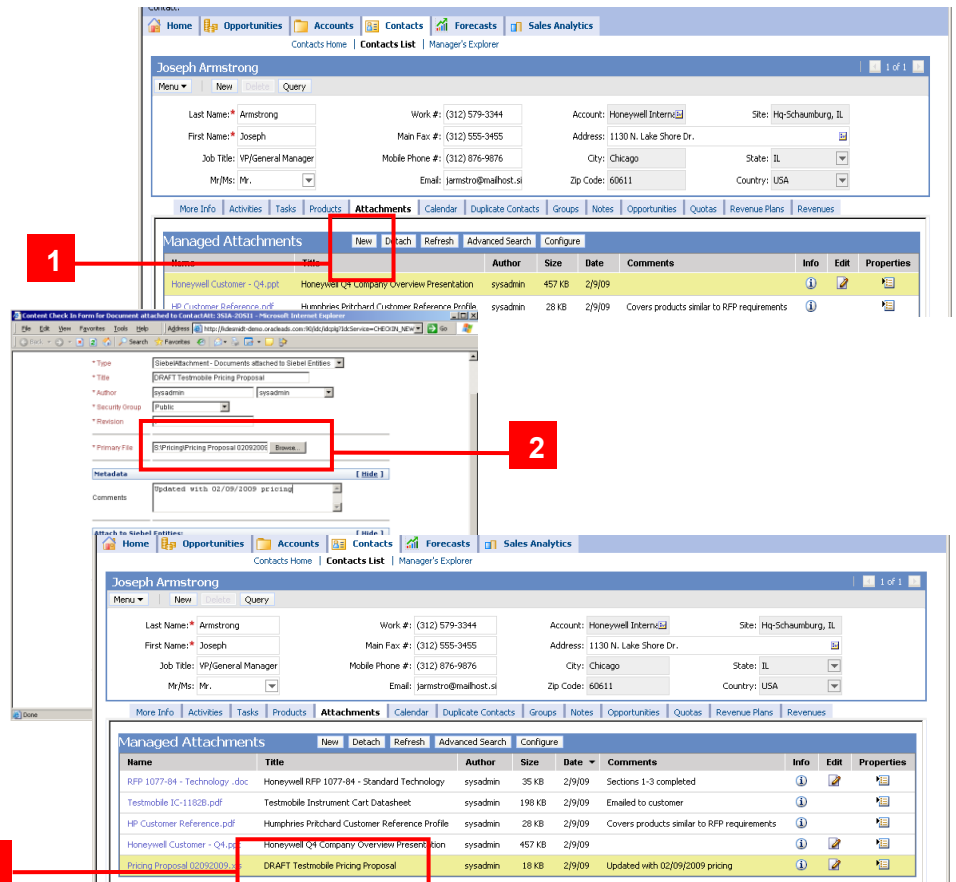 Contact:
Home Opportunities Accounts Contacts Forecasts Sales Analytics
Contacts Home | Contacts List | Manager's Explorer
Joseph Armstrong 1 of 1
Menu New Delete Query
Last Name:* Armstrong Work #: (312) 579-3344 Account: Honeywell Interna Site: Hq-Schaumburg, IL
First Name:* Joseph Main Fax #: (312) 555-3455 Address: 1130 N. Lake Shore Dr.
Job Title: VP/General Manager Mobile Phone #: (312) 876-9876 City: Chicago State: IL
Mr/Ms: Mr. Email: jarmstro@mailhost.si Zip Code: 60611 Country: USA
More Info Activities Tasks Products Attachments Calendar Duplicate Contacts Groups Notes Opportunities Quotas Revenue Plans Revenues
Managed Attachments New Detach Refresh Advanced Search Configure
1
Name Title Author Size Date Comments Info Edit Properties
Honeywell Customer - Q4.ppt Honeywell Q4 Company Overview Presentation sysadmin 457 KB 2/9/09
HP Customer Reference.pdf Humphries Pritchard Customer Reference Profile sysadmin 28 KB 2/9/09 Covers products similar to RFP requirements
Content Check In Form for Document attached to ContactAtt: 3SIA-20SI1 - Microsoft Internet Explorer
File Edit View Favorites Tools Help Address Go
Back Search Favorites
* Type SiebelAttachment - Documents attached to Siebel Entities
* Title DRAFT Testmobile Pricing Proposal
* Author sysadmin sysadmin
* Security Group Public
* Revision
* Primary File S:\Pricing\Pricing Proposal 02092009 Browse...
2
Metadata [ Hide ]
Comments Updated with 02/09/2009 pricing
Attach to Siebel Entities: [ Hide ]
Done
Home Opportunities Accounts Contacts Forecasts Sales Analytics
Contacts Home | Contacts List | Manager's Explorer
Joseph Armstrong 1 of 1
Menu New Delete Query
Last Name:* Armstrong Work #: (312) 579-3344 Account: Honeywell Interna Site: Hq-Schaumburg, IL
First Name:* Joseph Main Fax #: (312) 555-3455 Address: 1130 N. Lake Shore Dr.
Job Title: VP/General Manager Mobile Phone #: (312) 876-9876 City: Chicago State: IL
Mr/Ms: Mr. Email: jarmstro@mailhost.si Zip Code: 60611 Country: USA
More Info Activities Tasks Products Attachments Calendar Duplicate Contacts Groups Notes Opportunities Quotas Revenue Plans Revenues
Managed Attachments New Detach Refresh Advanced Search Configure
Name Title Author Size Date Comments Info Edit Properties
RFP 1077-84 - Technology .doc Honeywell RFP 1077-84 - Standard Technology sysadmin 35 KB 2/9/09 Sections 1-3 completed
Testmobile IC-1182B.pdf Testmobile Instrument Cart Datasheet sysadmin 198 KB 2/9/09 Emailed to customer
HP Customer Reference.pdf Humphries Pritchard Customer Reference Profile sysadmin 28 KB 2/9/09 Covers products similar to RFP requirements
Honeywell Customer - Q4.ppt Honeywell Q4 Company Overview Presentation sysadmin 457 KB 2/9/09
Pricing Proposal 02092009.xls DRAFT Testmobile Pricing Proposal sysadmin 18 KB 2/9/09 Updated with 02/09/2009 pricing